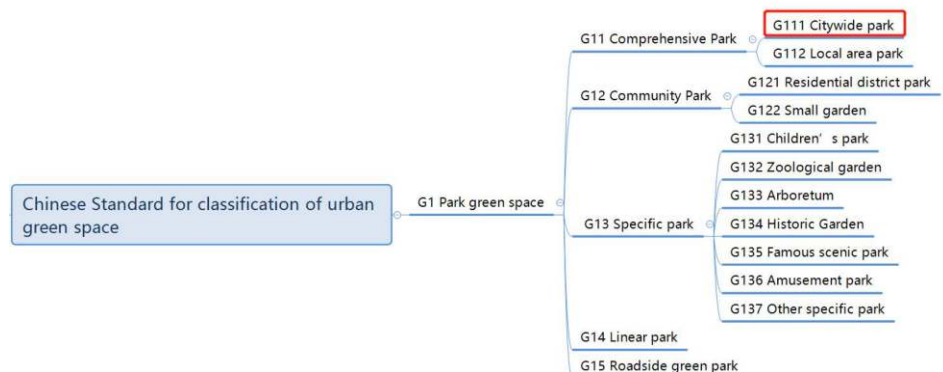 Chinese Standard for classification of urban
green space
G1 Park green space
G11 Comprehensive Park
G111 Citywide park
G112 Local area park
G12 Community Park
G121 Residential district park
G122 Small garden
G13 Specific park
G131 Children’s park
G132 Zoological garden
G133 Arboretum
G134 Historic Garden
G135 Famous scenic park
G136 Amusement park
G137 Other specific park
G14 Linear park
G15 Roadside green park